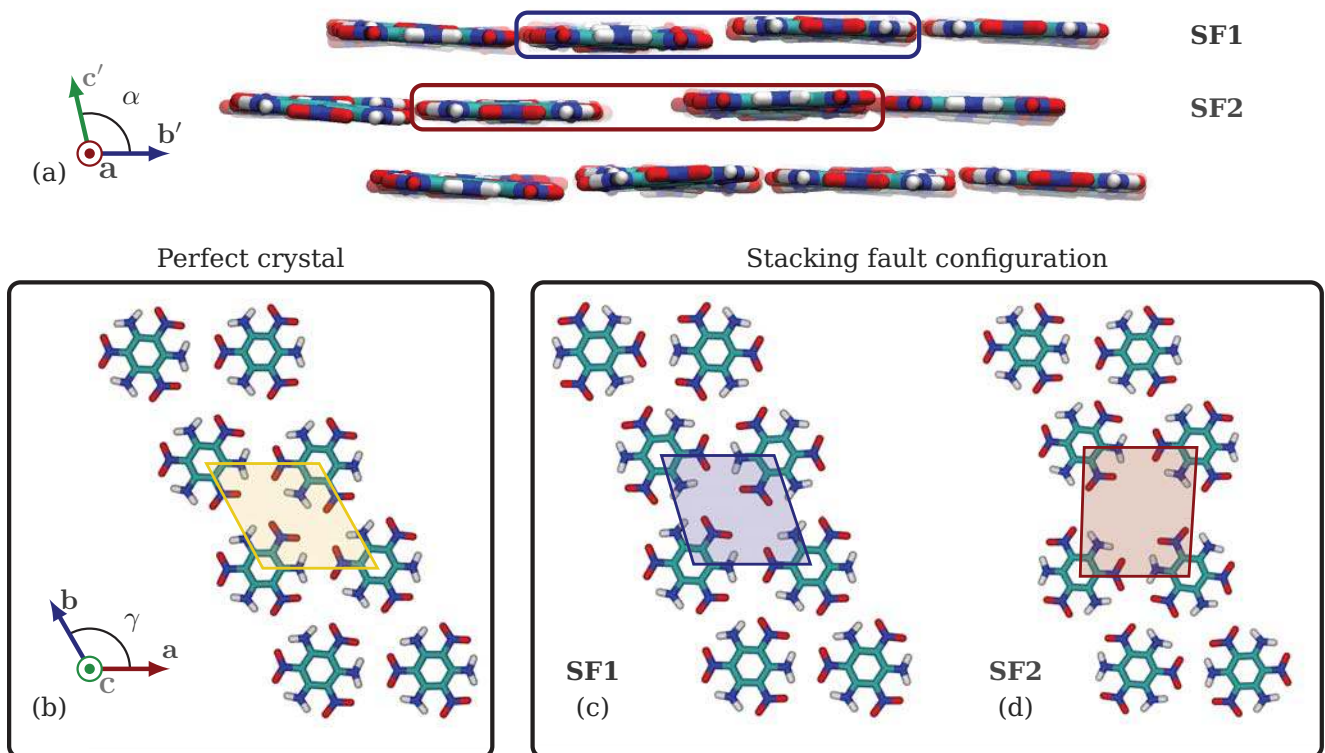 SF1
c′
α
SF2
b′
a
(a)
Perfect crystal
Stacking fault configuration
b
γ
a
c
SF1
SF2
(b)
(c)
(d)